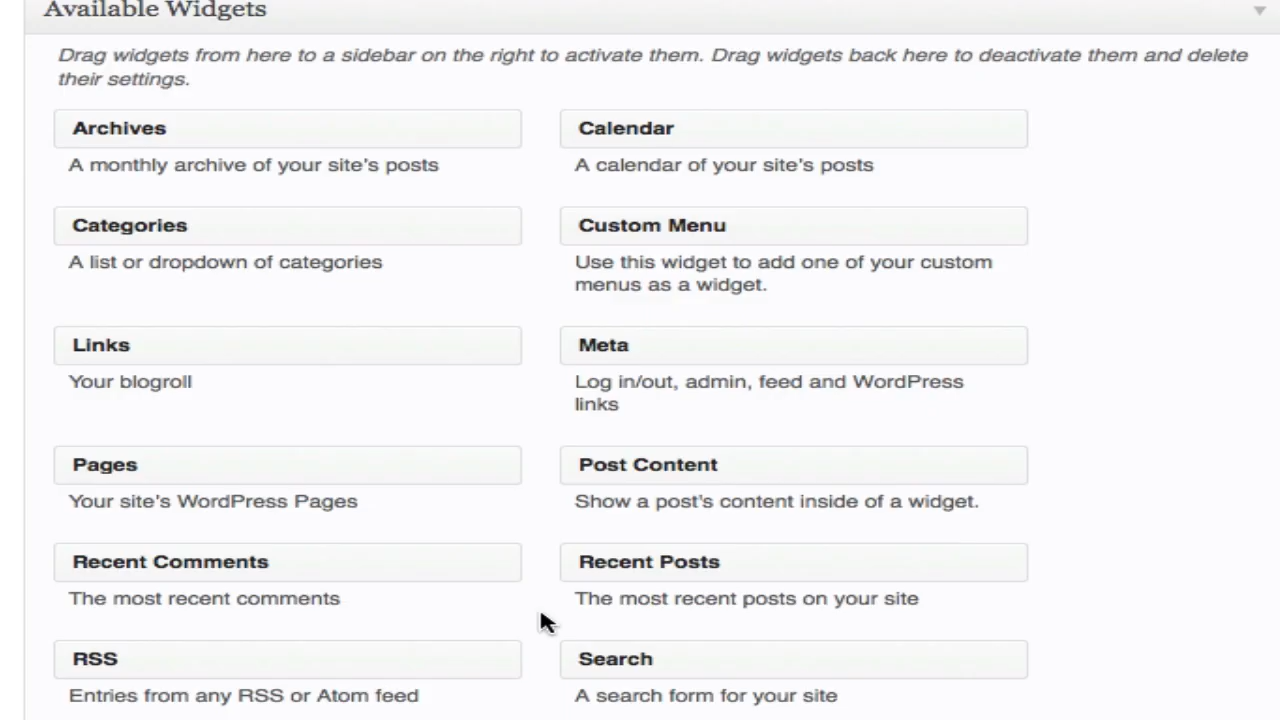 Available Widgets
Drag widgets from here to a sidebar on the right to activate them. Drag widgets back here to deactivate them and delete
their settings.
Archives
A monthly archive of your site's posts
Calendar
A calendar of your site's posts
Categories
A list or dropdown of categories
Custom Menu
Use this widget to add one of your custom
menus as a widget.
Links
Your blogroll
Meta
Log in/out, admin, feed and WordPress
links
Pages
Your site's WordPress Pages
Post Content
Show a post's content inside of a widget.
Recent Comments
The most recent comments
Recent Posts
The most recent posts on your site
RSS
Entries from any RSS or Atom feed
Search
A search form for your site